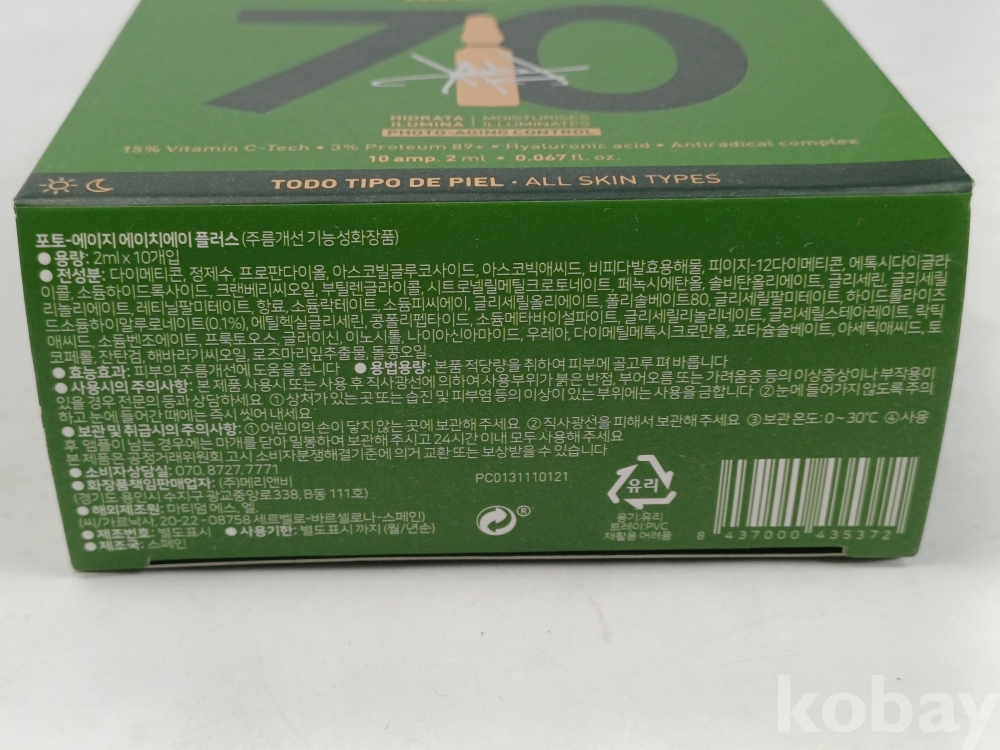 70
HIDRATA | MOISTURISES
ILUMINA | ILLUMINATES
PHOTO-AGING CONTROL
15% Vitamin C-Tech • 3% Proteum 89+ • Hyaluronic acid • Antiradical complex
10 amp. 2 ml • 0.067 fl. oz.
TODO TIPO DE PIEL · ALL SKIN TYPES
포토-에이지 에이치에이 플러스 (주름개선 기능성화장품)
● 용량: 2ml x 10개입
● 전성분: 다이메티콘, 정제수, 프로판다이올, 아스코빌글루코사이드, 아스코빅애씨드, 비피다발효용해물, 피이지-12다이메티콘, 에톡시다이글라
이콜, 소듐하이드록사이드, 크랜베리씨오일, 부틸렌글라이콜, 시트로넬릴메틸크로토네이트, 페녹시에탄올, 솔비탄올리에이트, 글리세린, 글리세릴
리놀리에이트, 레티닐팔미테이트, 향료, 소듐락테이트, 소듐피씨에이, 글리세릴올리에이트, 폴리솔베이트80, 글리세릴팔미테이트, 하이드롤라이즈
드소듐하이알루로네이트(0.1%), 에틸헥실글리세린, 콩폴리펩타이드, 소듐메타바이설파이트, 글리세릴리놀리네이트, 글리세릴스테아레이트, 락틱
애씨드, 소듐벤조에이트, 프룩토오스, 글라이신, 이노시톨, 나이아신아마이드, 우레아, 다이메틸메톡시크로만올, 포타슘솔베이트, 아세틱애씨드, 토
코페롤, 잔탄검, 해바라기씨오일, 로즈마리잎추출물, 돌콩오일
● 효능효과: 피부의 주름개선에 도움을 줍니다 ● 용법용량: 본품 적당량을 취하여 피부에 골고루 펴 바릅니다
● 사용시의 주의사항: 본 제품 사용시 또는 사용 후 직사광선에 의하여 사용부위가 붉은 반점, 부어오름 또는 가려움증 등의 이상증상이나 부작용이
있을 경우 전문의 등과 상담하세요 ①상처가 있는 곳 또는 습진 및 피부염 등의 이상이 있는 부위에는 사용을 금합니다 ②눈에 들어가지 않도록 주의
하고 눈에 들어간 때에는 즉시 씻어 내세요
● 보관 및 취급시의 주의사항: ①어린이의 손이 닿지 않는 곳에 보관해 주세요 ②직사광선을 피해서 보관해 주세요 ③보관 온도: 0~30℃ ④사용
후 앰플이 남는 경우에는 마개를 닫아 밀봉하여 보관해 주시고 24시간 이내 모두 사용해 주세요
본 제품은 공정거래위원회 고시 소비자분쟁해결기준에 의거 교환 또는 보상을 받을 수 있습니다
● 소비자상담실: 070. 8727. 7771
● 화장품책임판매업자: (주)메리앤비
(경기도 용인시 수지구 광교중앙로338, B동 111호)
● 해외제조원: 마티덤 에스. 엘.
(씨/가르낙사, 20-22 - 08758 세르벨로-바르셀로나-스페인)
● 제조번호: 별도표시 ● 사용기한: 별도표시 까지 (월/년순)
● 제조국: 스페인
PC0131110121
®
유리
용기:유리
트레이:PVC
재활용 어려움
8 437000 435372
kobay